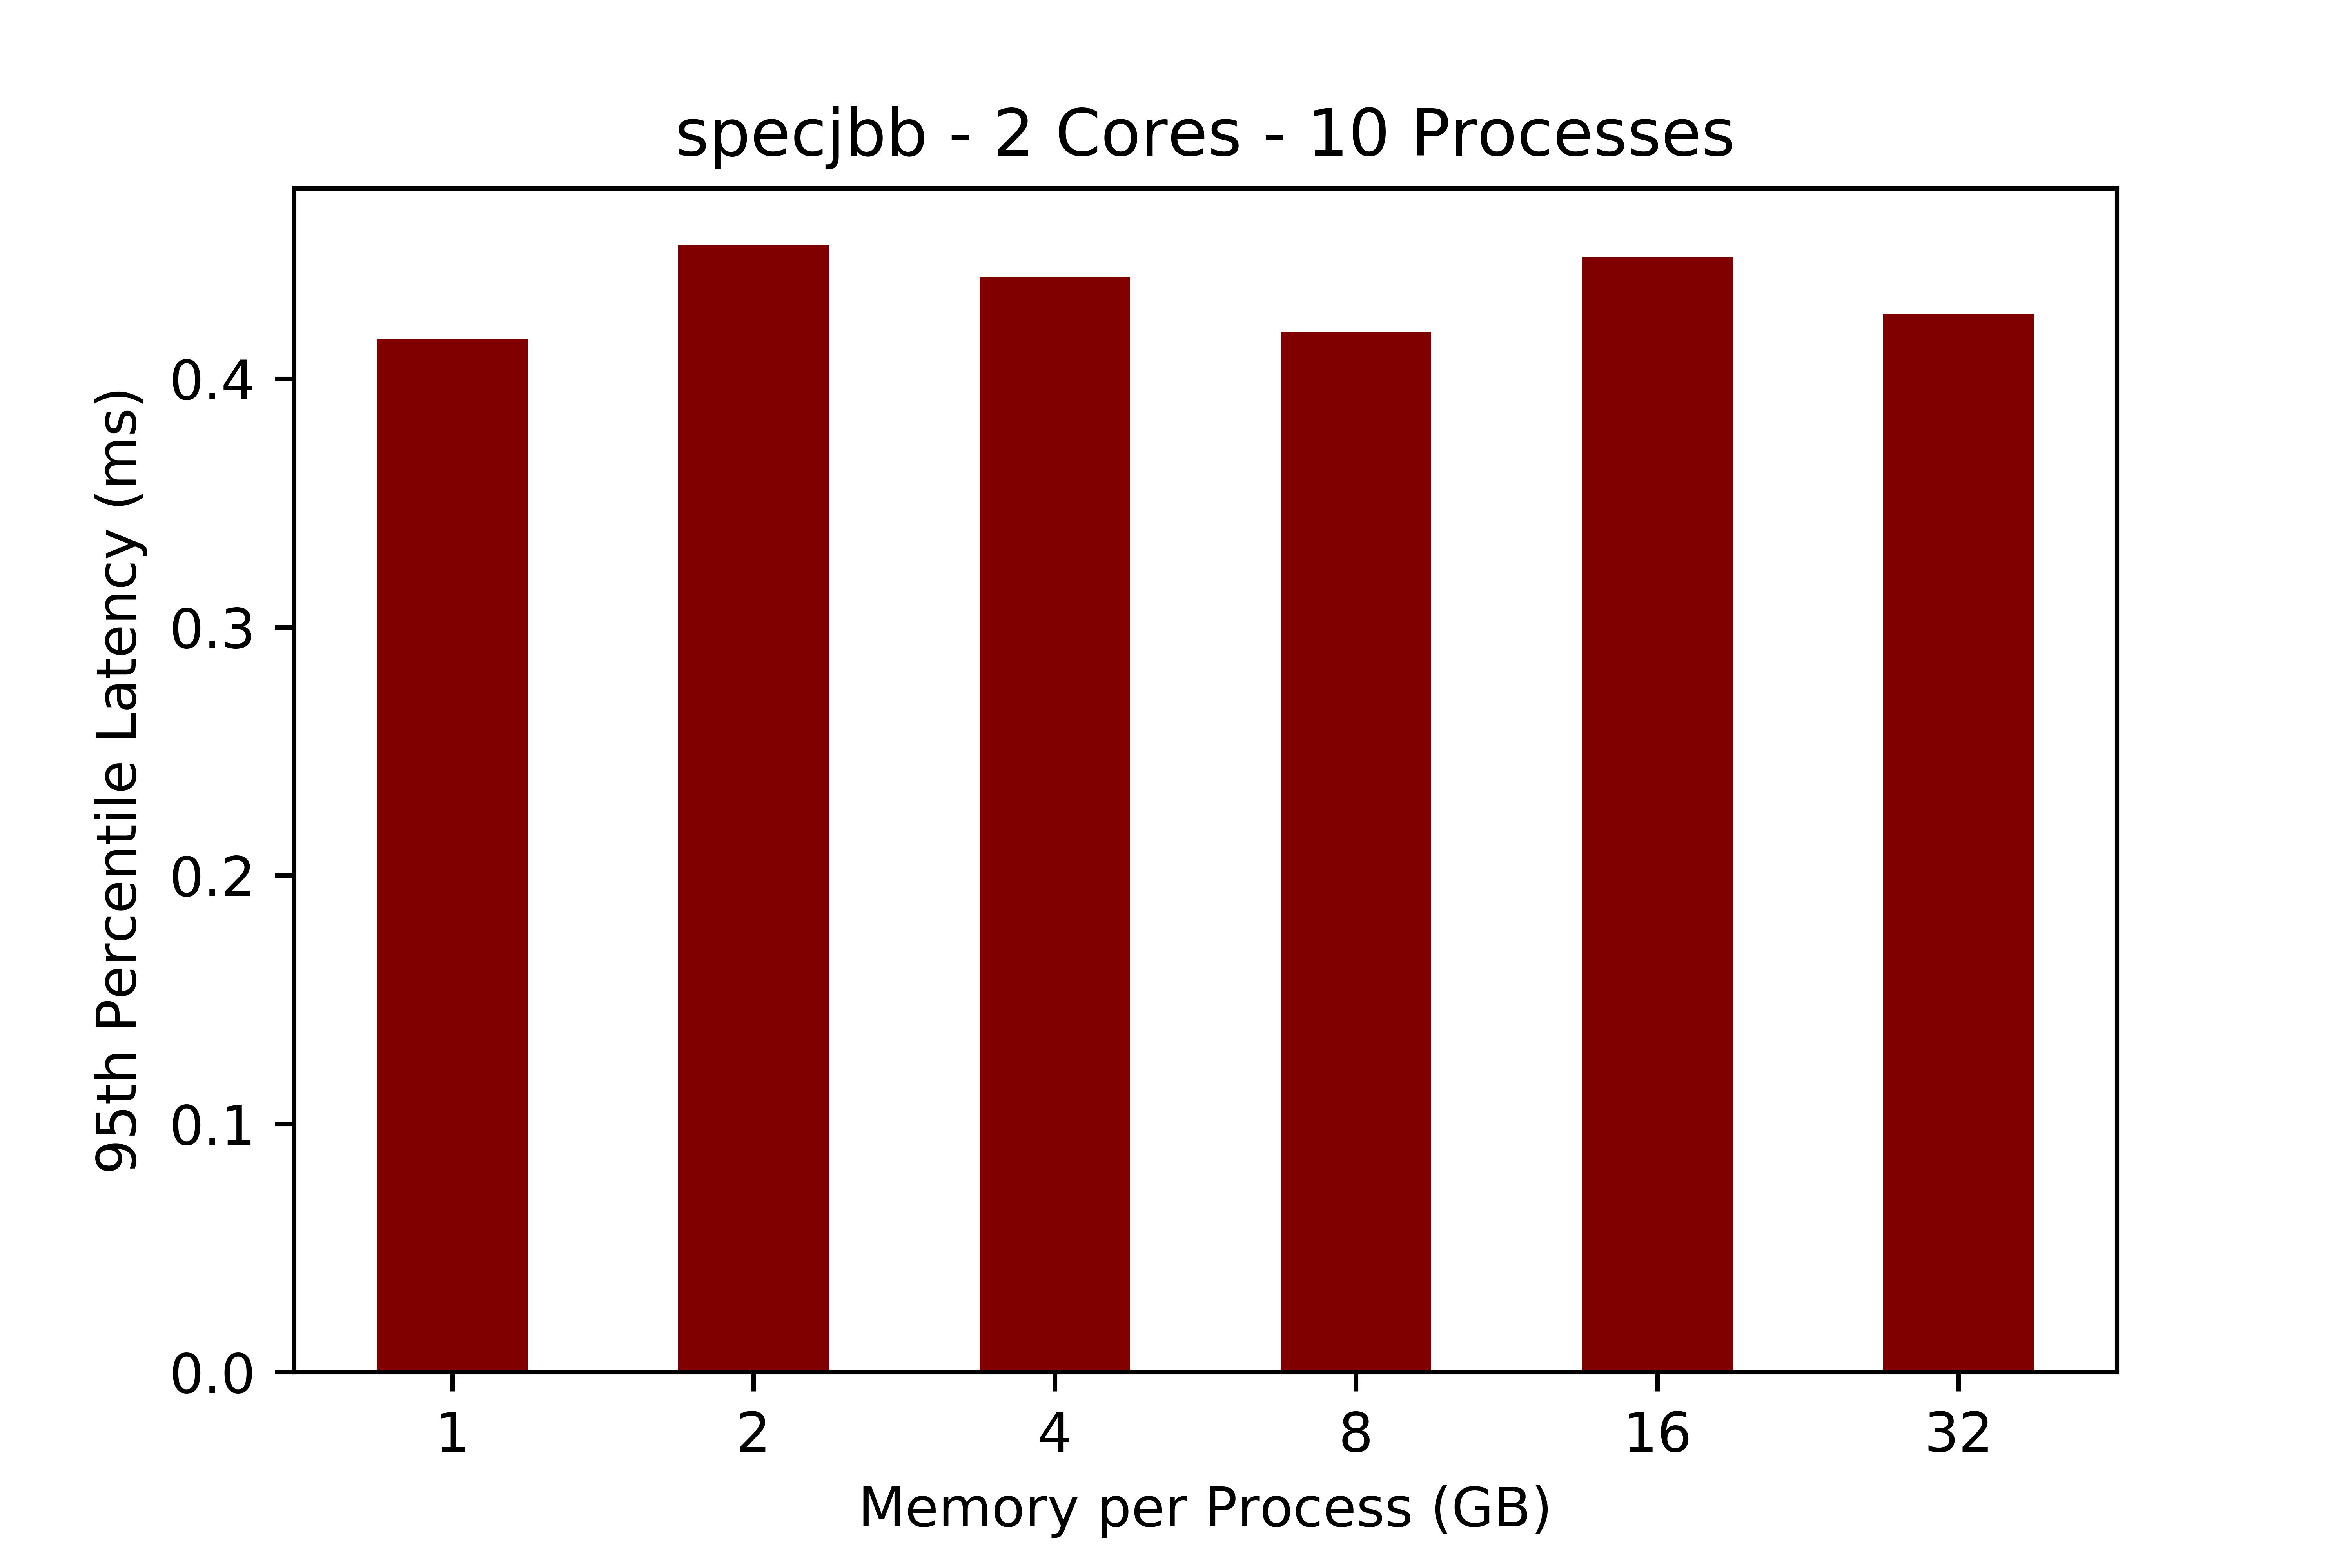 specjbb - 2 Cores - 10 Processes
95th Percentile Latency (ms)
0.4
0.3
0.2
0.1
0.0
1 2 4 8 16 32
Memory per Process (GB)